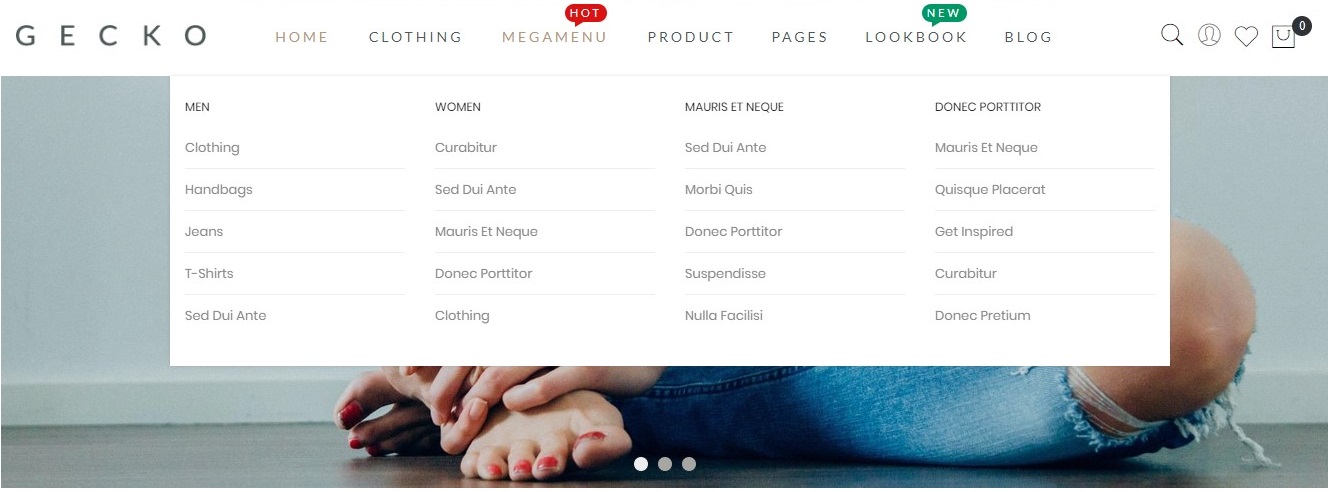 HOT
NEW
G E C K O
HOME CLOTHING MEGAMENU PRODUCT PAGES LOOKBOOK BLOG
0
MEN
Clothing
Handbags
Jeans
T-Shirts
Sed Dui Ante
WOMEN
Curabitur
Sed Dui Ante
Mauris Et Neque
Donec Porttitor
Clothing
MAURIS ET NEQUE
Sed Dui Ante
Morbi Quis
Donec Porttitor
Suspendisse
Nulla Facilisi
DONEC PORTTITOR
Mauris Et Neque
Quisque Placerat
Get Inspired
Curabitur
Donec Pretium